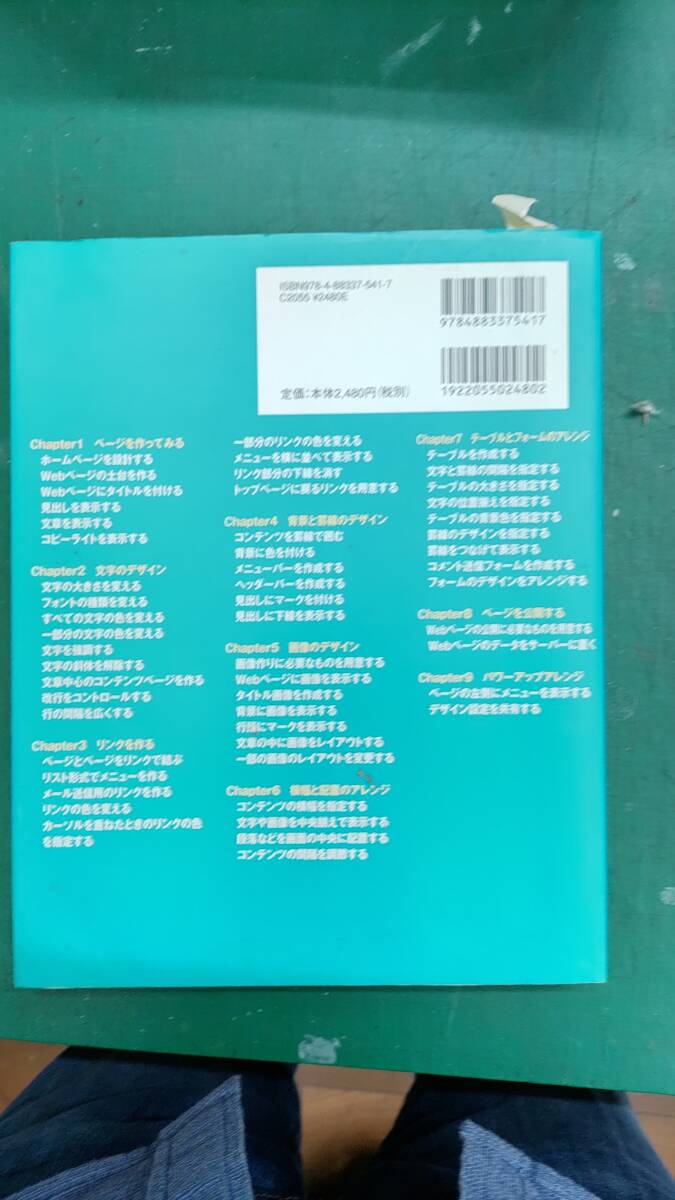 ISBN978-4-88337-541-7
C2055 ¥2480E
定価:本体2,480円(税別)
9784883375417
1922055024802
Chapter1 ページを作ってみる
ホームページを設計する
Webページの土台を作る
Webページにタイトルを付ける
見出しを表示する
文章を表示する
コピーライトを表示する
Chapter2 文字のデザイン
文字の大きさを変える
フォントの種類を変える
すべての文字の色を変える
一部分の文字の色を変える
文字を強調する
文字の斜体を解除する
文章中心のコンテンツページを作る
改行をコントロールする
行の間隔を広くする
Chapter3 リンクを作る
ページとページをリンクで結ぶ
リスト形式でメニューを作る
メール送信用のリンクを作る
リンクの色を変える
カーソルを重ねたときのリンクの色
を指定する
一部分のリンクの色を変える
メニューを横に並べて表示する
リンク部分の下線を消す
トップページに戻るリンクを用意する
Chapter4 背景と罫線のデザイン
コンテンツを罫線で囲む
背景に色を付ける
メニューバーを作成する
ヘッダーバーを作成する
見出しにマークを付ける
見出しに下線を表示する
Chapter5 画像のデザイン
画像作りに必要なものを用意する
Webページに画像を表示する
タイトル画像を作成する
背景に画像を表示する
行頭にマークを表示する
文章の中に画像をレイアウトする
一部の画像のレイアウトを変更する
Chapter6 横幅と配置のアレンジ
コンテンツの横幅を指定する
文字や画像を中央揃えで表示する
段落などを画面の中央に配置する
コンテンツの間隔を調節する
Chapter7 テーブルとフォームのアレンジ
テーブルを作成する
文字と罫線の間隔を指定する
テーブルの大きさを指定する
文字の位置揃えを指定する
テーブルの背景色を指定する
罫線のデザインを指定する
罫線をつなげて表示する
コメント送信フォームを作成する
フォームのデザインをアレンジする
Chapter8 ページを公開する
Webページの公開に必要なものを用意する
Webページのデータをサーバーに置く
Chapter9 パワーアップアレンジ
ページの左側にメニューを表示する
デザイン設定を共有する